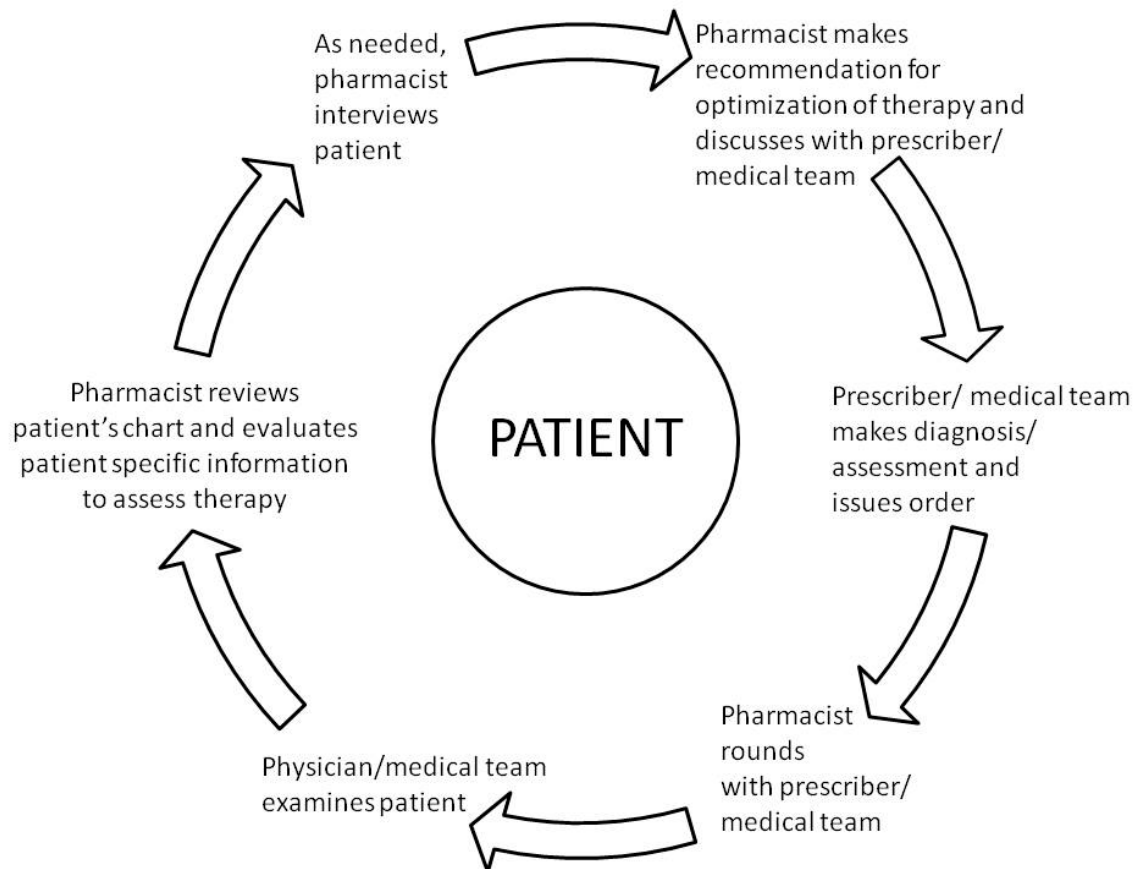 As needed,
pharmacist
interviews
patient
Pharmacist makes
recommendation for
optimization of therapy and
discusses with prescriber/
medical team
Prescriber/ medical team
makes diagnosis/
assessment and
issues order
Pharmacist
rounds
with prescriber/
medical team
Physician/medical team
examines patient
Pharmacist reviews
patient’s chart and evaluates
patient specific information
to assess therapy
PATIENT